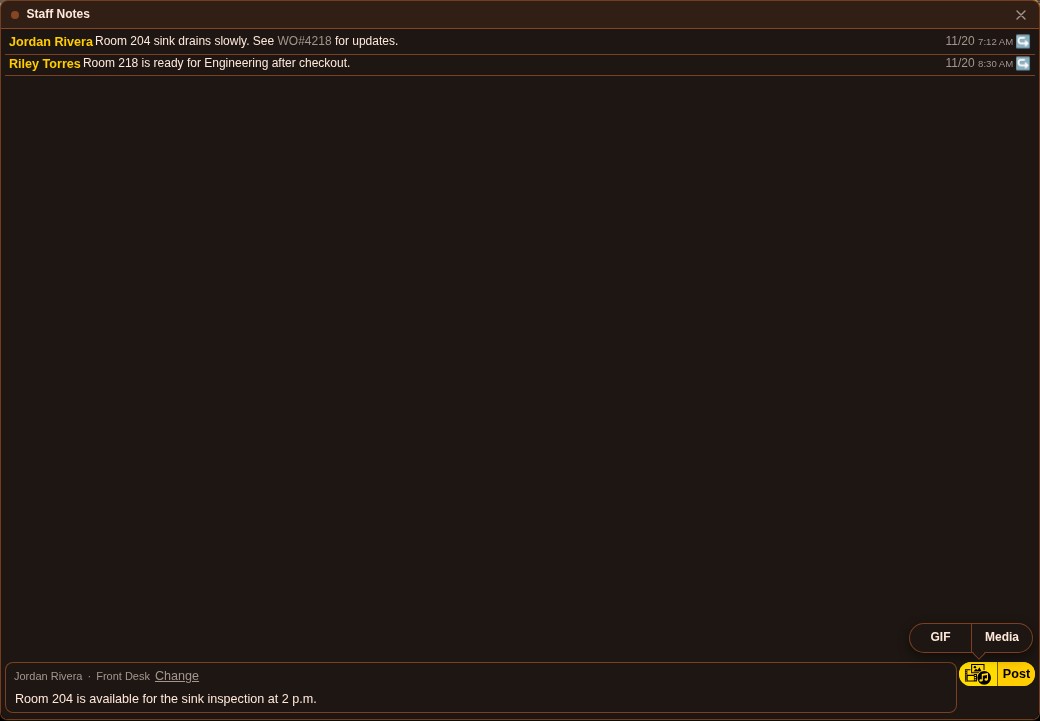 Staff Notes
Jordan Rivera Room 204 sink drains slowly. See WO#4218 for updates. 11/20 7:12 AM
Riley Torres Room 218 is ready for Engineering after checkout. 11/20 8:30 AM
GIF Media
Jordan Rivera · Front Desk Change
Post
Room 204 is available for the sink inspection at 2 p.m.